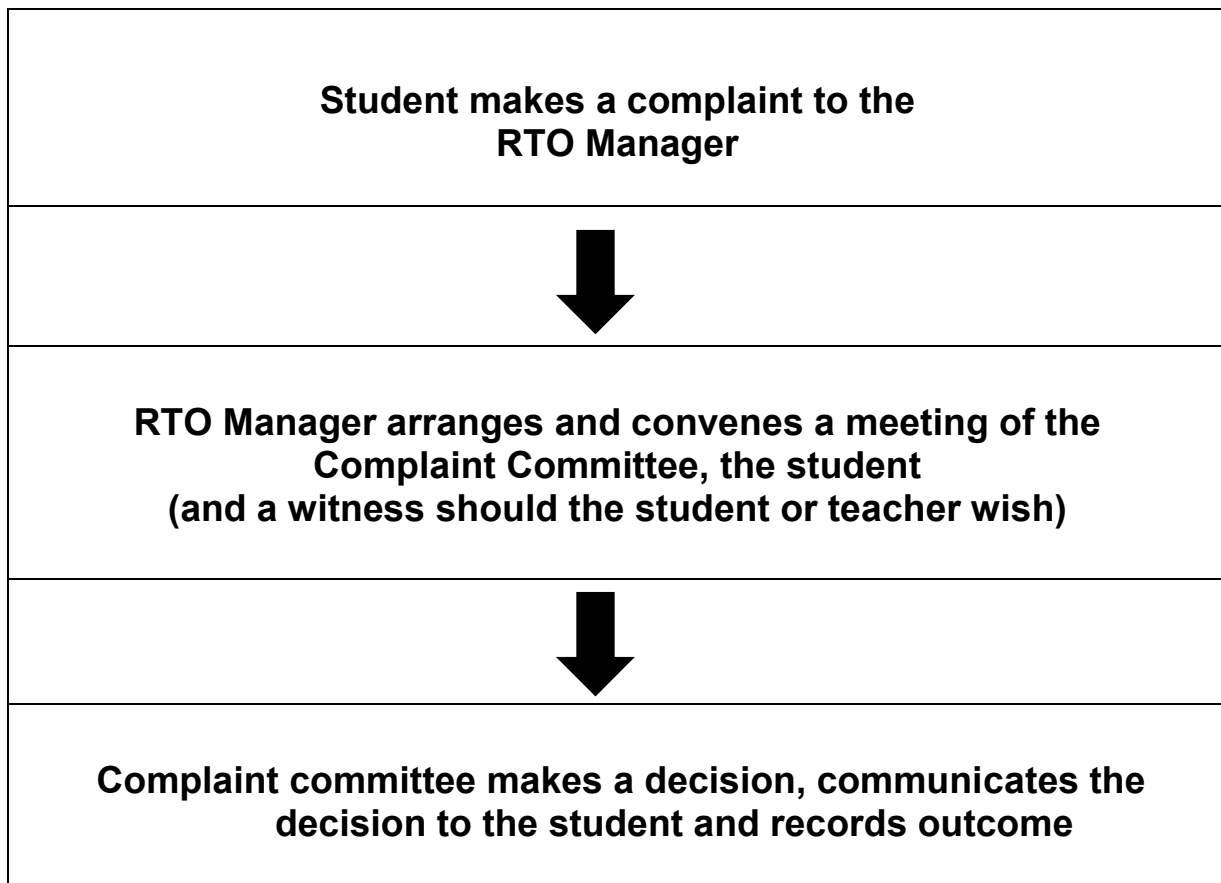 Student makes a complaint to the
RTO Manager
RTO Manager arranges and convenes a meeting of the
Complaint Committee, the student
(and a witness should the student or teacher wish)
Complaint committee makes a decision, communicates the
decision to the student and records outcome